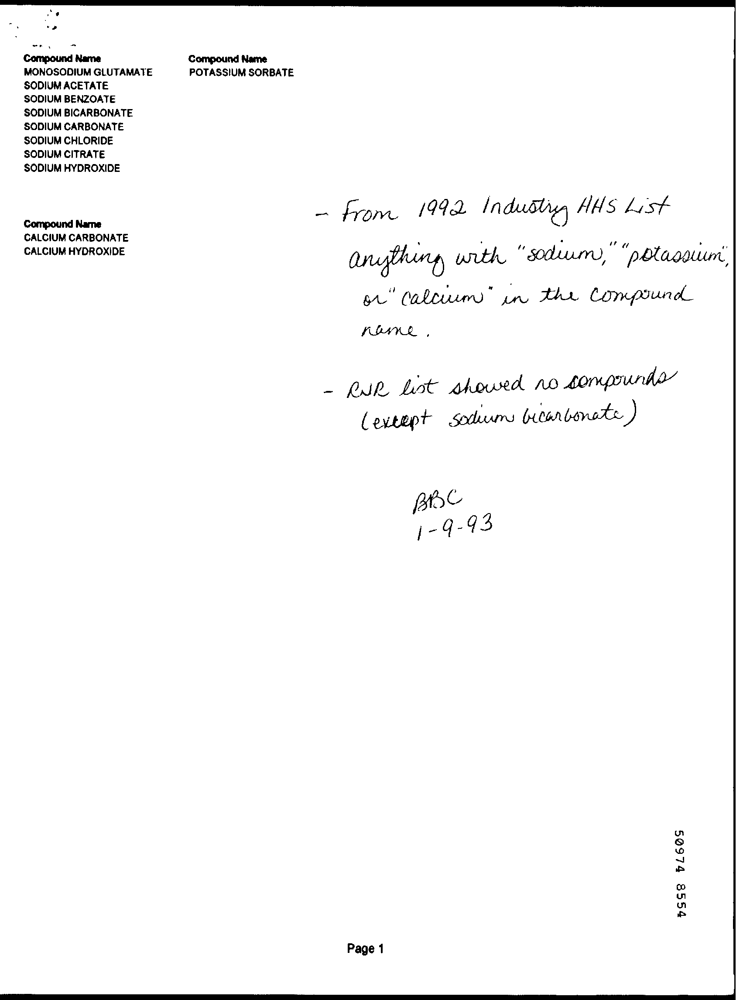 Compound Name
MONOSODIUM GLUTAMATE
SODIUM ACETATE
SODIUM BENZOATE
SODIUM BICARBONATE
SODIUM CARBONATE
SODIUM CHLORIDE
SODIUM CITRATE
SODIUM HYDROXIDE
Compound Name
POTASSIUM SORBATE
Compound Name
CALCIUM CARBONATE
CALCIUM HYDROXIDE
- From 1992 Industry HHS List
anything with "sodium," "potassium",
or "calcium" in the compound
name.
- RJR list showed no compounds
(except sodium bicarbonate)
BBC
1-9-93
50974 8554
Page 1